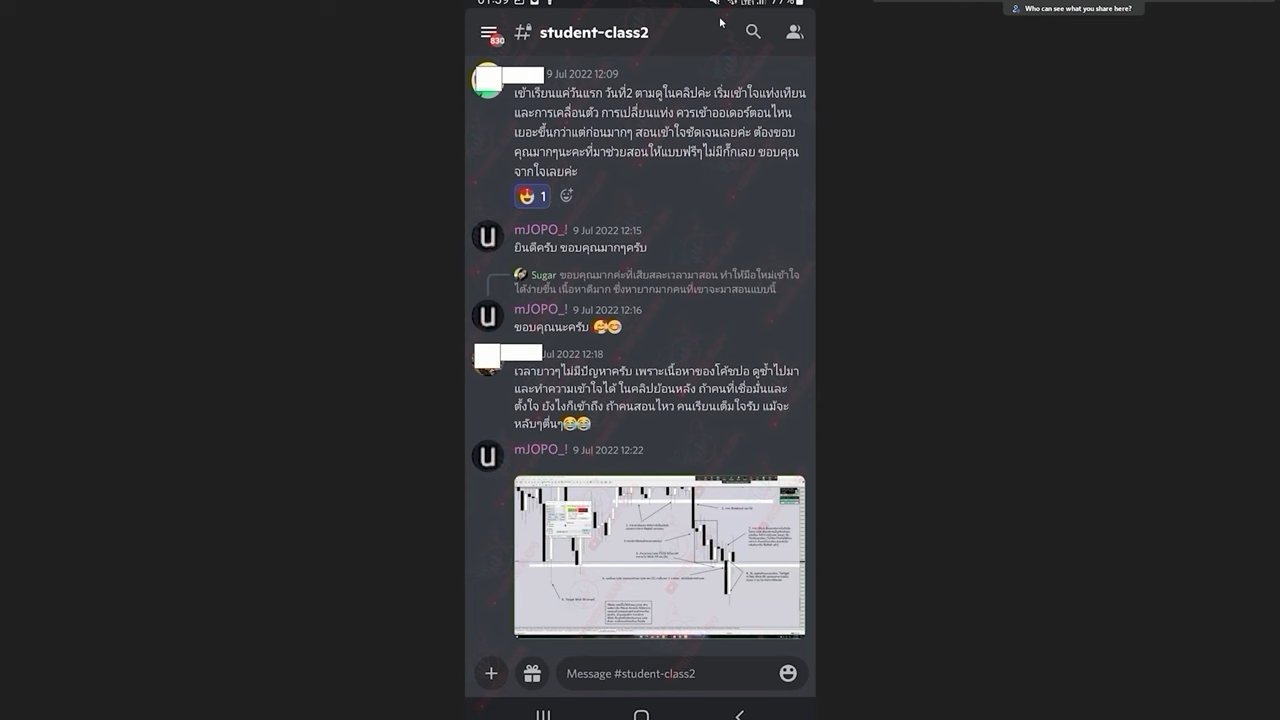 01:39
77%
Who can see what you share here?
830
student-class2
9 Jul 2022 12:09
เข้าเรียนแค่วันแรก วันที่2 ตามดูในคลิปค่ะ เริ่มเข้าใจแท่งเทียน
และการเคลื่อนตัว การเปลี่ยนแท่ง ควรเข้าออเดอร์ตอนไหน
เยอะขึ้นกว่าแต่ก่อนมากๆ สอนเข้าใจชัดเจนเลยค่ะ ต้องขอบ
คุณมากๆนะคะที่มาช่วยสอนให้แบบฟรีๆไม่มีกั๊กเลย ขอบคุณ
จากใจเลยค่ะ
1
mJOPO_! 9 Jul 2022 12:15
ยินดีครับ ขอบคุณมากๆครับ
Sugar ขอบคุณมากค่ะที่เสียสละเวลามาสอน ทำให้มือใหม่เข้าใจ
ได้ง่ายขึ้น เนื้อหาดีมาก ซึ่งหายากมากคนที่เขาจะมาสอนแบบนี้
mJOPO_! 9 Jul 2022 12:16
ขอบคุณนะครับ 🥰😊
Jul 2022 12:18
เวลายาวๆไม่มีปัญหาครับ เพราะเนื้อหาของโค้ชปอ ดูซ้ำไปมา
และทำความเข้าใจได้ ในคลิปย้อนหลัง ถ้าคนที่เชื่อมั่นและ
ตั้งใจ ยังไงก็เข้าถึง ถ้าคนสอนไหว คนเรียนเต็มใจรับ แม้จะ
หลับๆตื่นๆ😂😂
mJOPO_! 9 Jul 2022 12:22
Message #student-class2